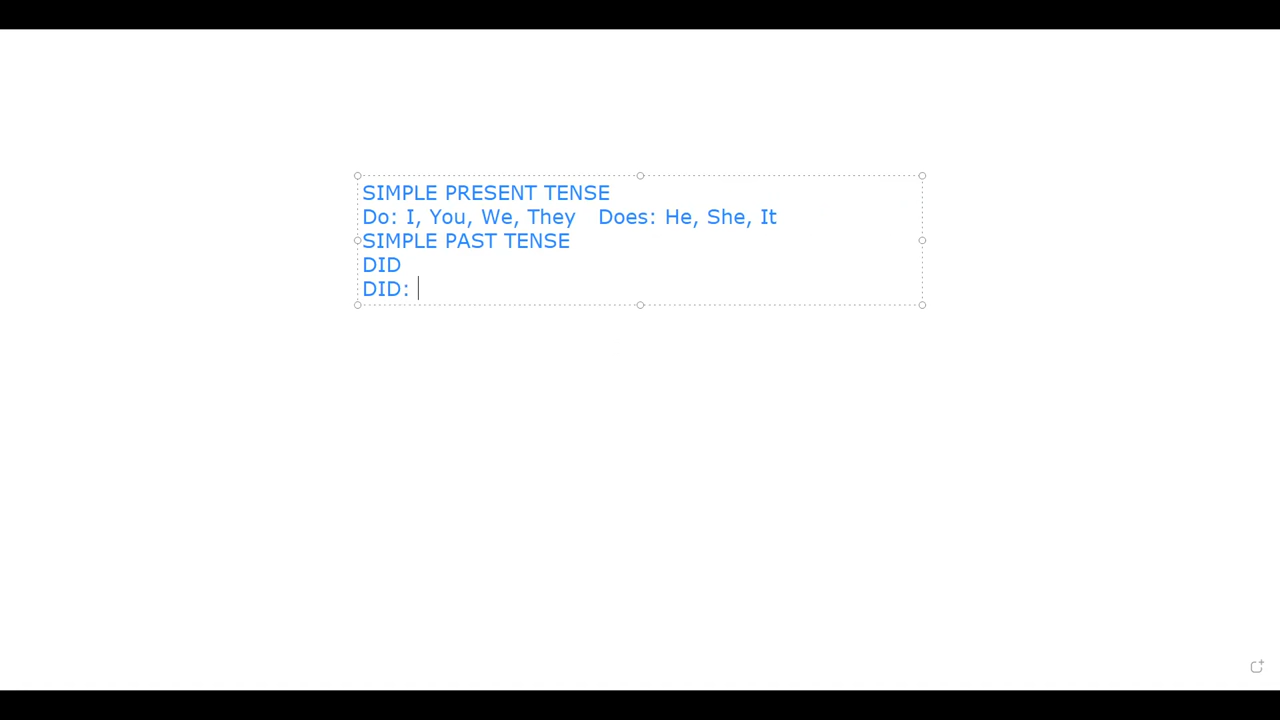 SIMPLE PRESENT TENSE
Do: I, You, We, They   Does: He, She, It
SIMPLE PAST TENSE
DID
DID: